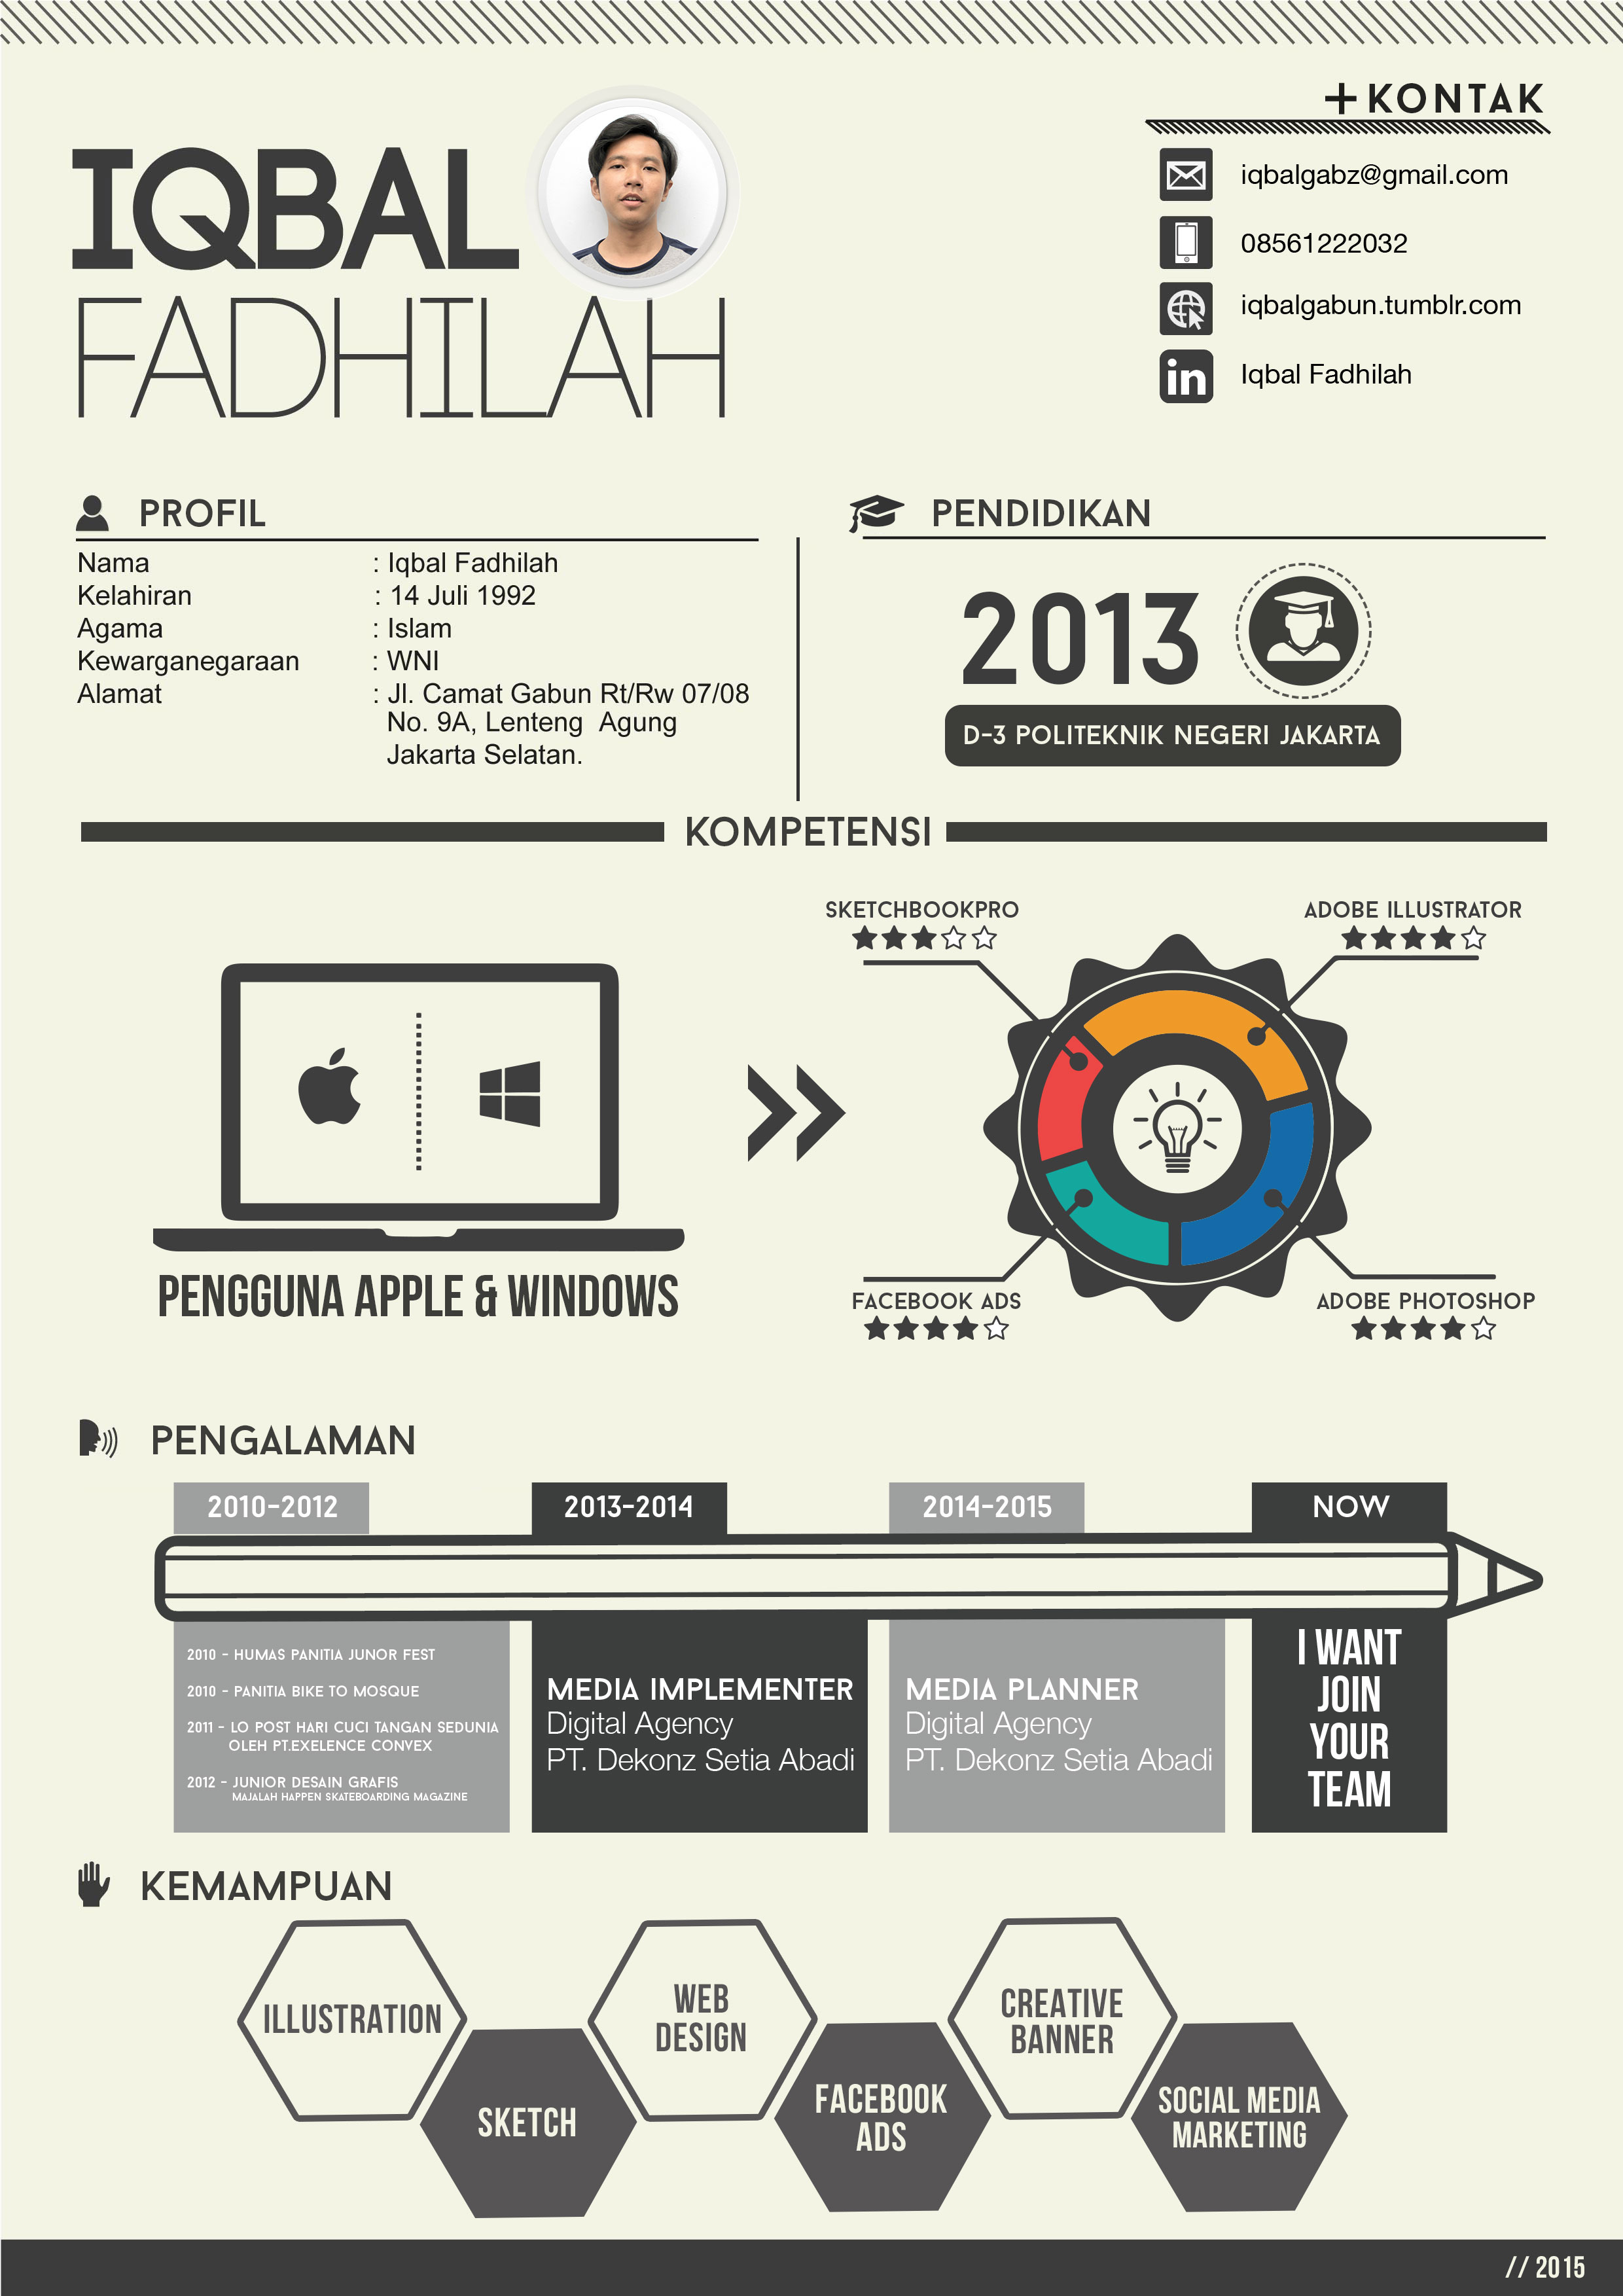 IQBAL
FADHILAH
+KONTAK
iqbalgabz@gmail.com
08561222032
iqbalgabun.tumblr.com
in
Iqbal Fadhilah
PROFIL
Nama : Iqbal Fadhilah
Kelahiran : 14 Juli 1992
Agama : Islam
Kewarganegaraan : WNI
Alamat : Jl. Camat Gabun Rt/Rw 07/08
No. 9A, Lenteng Agung
Jakarta Selatan.
PENDIDIKAN
2013
D-3 POLITEKNIK NEGERI JAKARTA
KOMPETENSI
PENGGUNA APPLE & WINDOWS
SKETCHBOOKPRO
ADOBE ILLUSTRATOR
FACEBOOK ADS
ADOBE PHOTOSHOP
PENGALAMAN
2010-2012
2010 - HUMAS PANITIA JUNOR FEST
2010 - PANITIA BIKE TO MOSQUE
2011 - LO POST HARI CUCI TANGAN SEDUNIA
OLEH PT.EXELENCE CONVEX
2012 - JUNIOR DESAIN GRAFIS
MAJALAH HAPPEN SKATEBOARDING MAGAZINE
2013-2014
MEDIA IMPLEMENTER
Digital Agency
PT. Dekonz Setia Abadi
2014-2015
MEDIA PLANNER
Digital Agency
PT. Dekonz Setia Abadi
NOW
I WANT
JOIN
YOUR
TEAM
KEMAMPUAN
ILLUSTRATION
SKETCH
WEB
DESIGN
FACEBOOK
ADS
CREATIVE
BANNER
SOCIAL MEDIA
MARKETING
// 2015